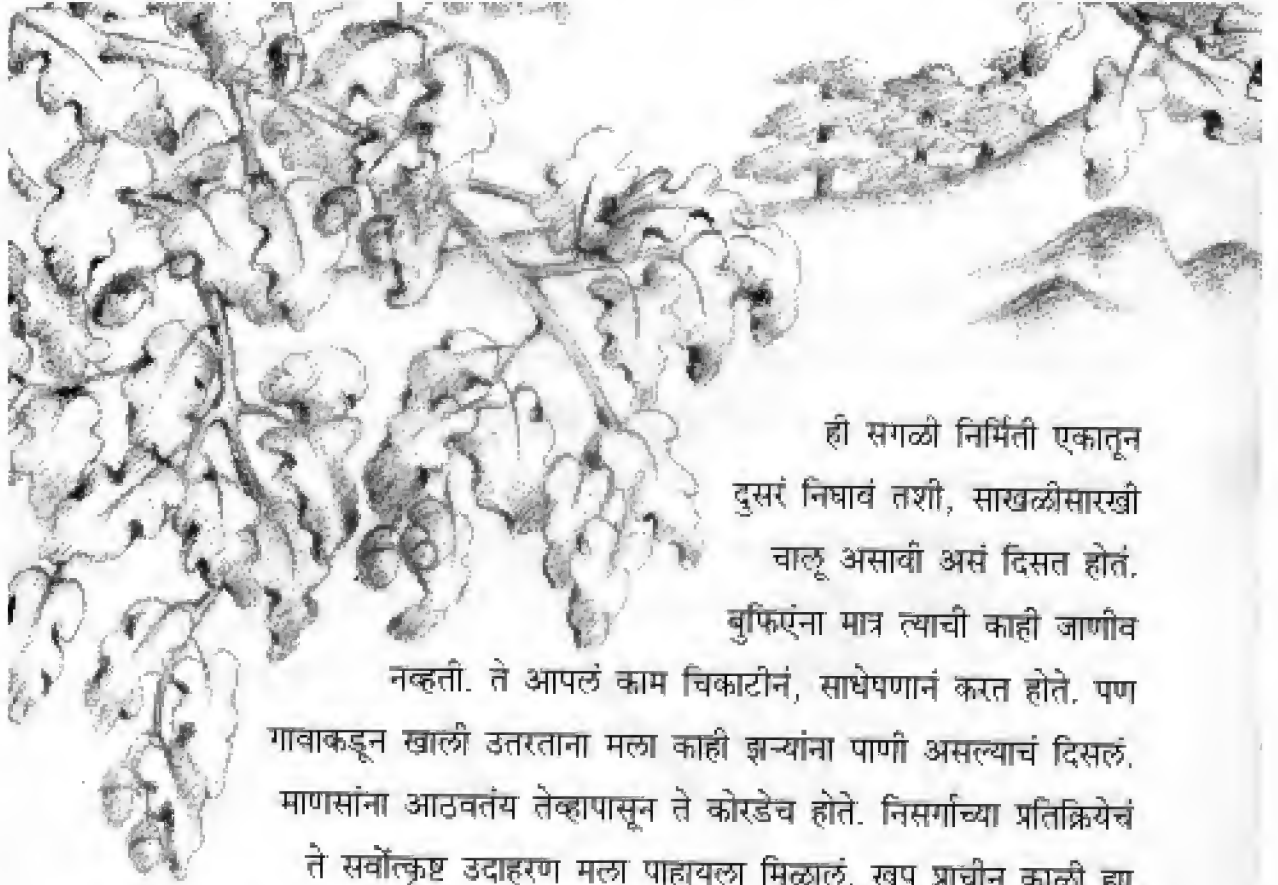 ही सगळी निर्मिती एकातून
दुसरं निघावं तशी, साखळीसारखी
चालू असावी असं दिसत होतं.
बुफिएंना मात्र त्याची काही जाणीव
नव्हती. ते आपलं काम चिकाटीनं, साधेपणानं करत होते. पण
गावाकडून खाली उतरताना मला काही झऱ्यांना पाणी असल्याचं दिसलं.
माणसांना आठवतंय तेव्हापासून ते कोरडेच होते. निसर्गाच्या प्रतिक्रियेचं
ते सर्वोत्कृष्ट उदाहरण मला पाहायला मिळालं. खूप प्राचीन काळी ह्या